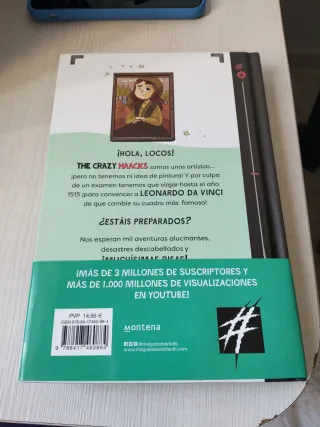 ¡HOLA, LOCOS!
THE CRAZY HAACKS somos unos artistas...
¡pero no tenemos ni idea de pintura! Y por culpa
de un examen tenemos que viajar hasta el año
1515 ¡para convencer a LEONARDO DA VINCI
de que cambie su cuadro más famoso!
¿ESTÁIS PREPARADOS?
Nos esperan mil aventuras alucinantes,
desastres descabellados y
¡MUCHÍSIMAS RISAS!
¡MÁS DE 3 MILLONES DE SUSCRIPTORES Y
MÁS DE 1.000 MILLONES DE VISUALIZACIONES
EN YOUTUBE!
PVP 14,95 €
montena